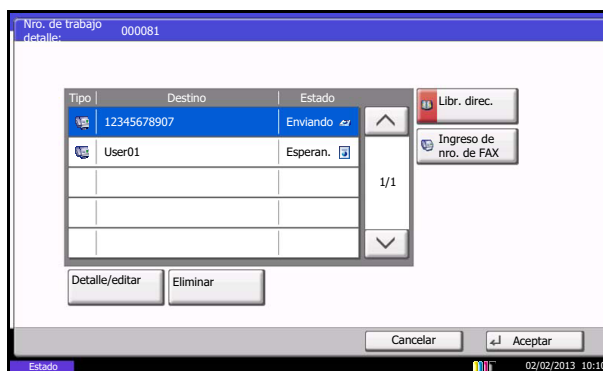 Nro. de trabajo
detalle:
000081
Tipo Destino Estado
12345678907 Enviando
User01 Esperan.
1/1
Libr. direc.
Ingreso de
nro. de FAX
Detalle/editar Eliminar
Cancelar Aceptar
Estado 02/02/2013 10:10